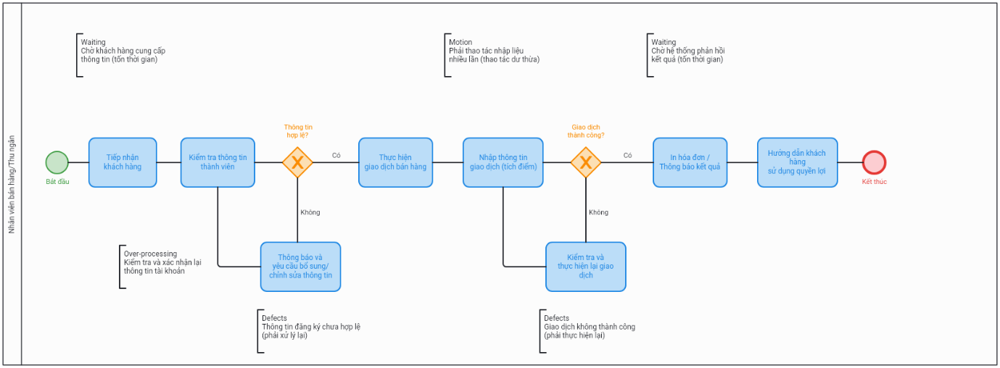 Nhân viên bán hàng/Thu ngân
Waiting
Chờ khách hàng cung cấp
thông tin (tốn thời gian)
Motion
Phải thao tác nhập liệu
nhiều lần (thao tác dư thừa)
Waiting
Chờ hệ thống phản hồi
kết quả (tốn thời gian)
Bắt đầu
Tiếp nhận
khách hàng
Kiểm tra thông tin
thành viên
Thông tin
hợp lệ?
Có
Thực hiện
giao dịch bán hàng
Nhập thông tin
giao dịch (tích điểm)
Giao dịch
thành công?
Có
In hóa đơn /
Thông báo kết quả
Hướng dẫn khách
hàng
sử dụng quyền lợi
Kết thúc
Không
Không
Over-processing
Kiểm tra và xác nhận lại
thông tin tài khoản
Thông báo và
yêu cầu bổ sung/
chỉnh sửa thông tin
Kiểm tra và
thực hiện lại giao
dịch
Defects
Thông tin đăng ký chưa hợp lệ
(phải xử lý lại)
Defects
Giao dịch không thành công
(phải thực hiện lại)